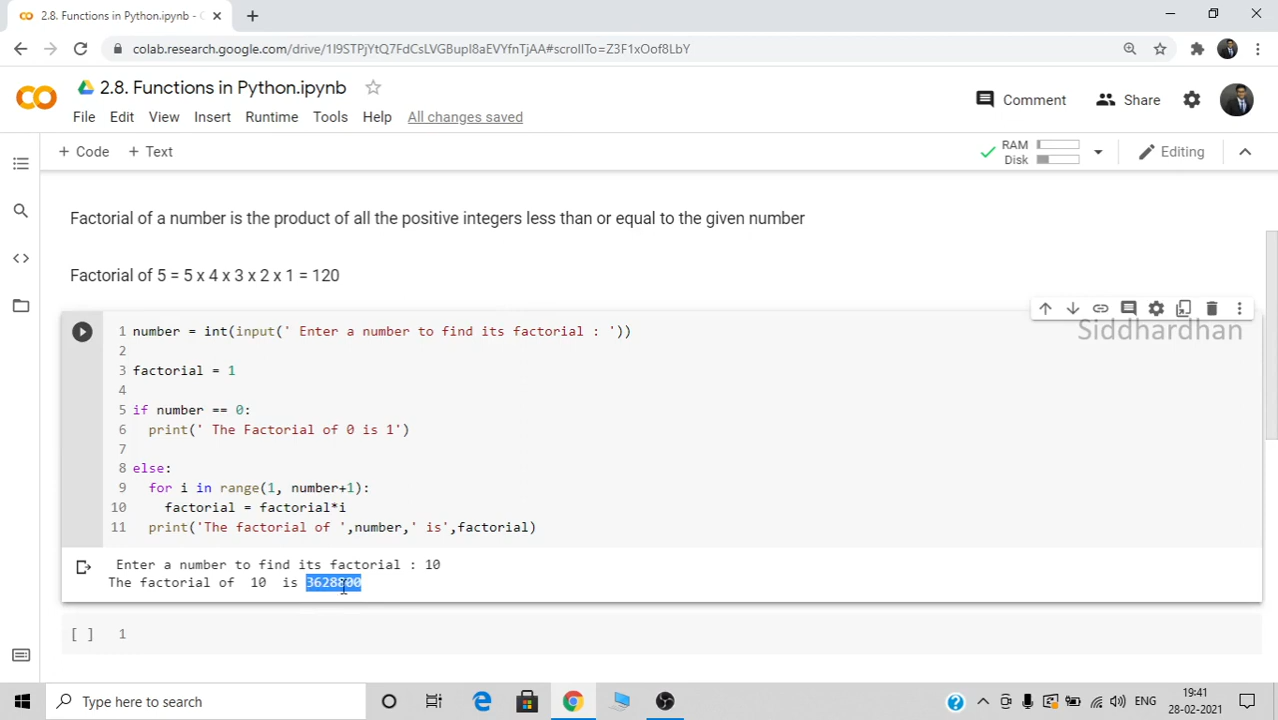 2.8. Functions in Python.ipynb -
colab.research.google.com/drive/1I9STPjYtQ7FdCsLVGBupI8aEVYfnTjAA#scrollTo=Z3F1xOof8LbY
2.8. Functions in Python.ipynb
File Edit View Insert Runtime Tools Help All changes saved
Comment Share
+ Code + Text
RAM
Disk
Editing
Factorial of a number is the product of all the positive integers less than or equal to the given number
Factorial of 5 = 5 x 4 x 3 x 2 x 1 = 120
Siddhardhan
1 number = int(input(' Enter a number to find its factorial : '))
2
3 factorial = 1
4
5 if number == 0:
6 print(' The Factorial of 0 is 1')
7
8 else:
9 for i in range(1, number+1):
10 factorial = factorial*i
11 print('The factorial of ',number,' is',factorial)
Enter a number to find its factorial : 10
The factorial of 10 is 3628800
[ ] 1
Type here to search
ENG
19:41
28-02-2021